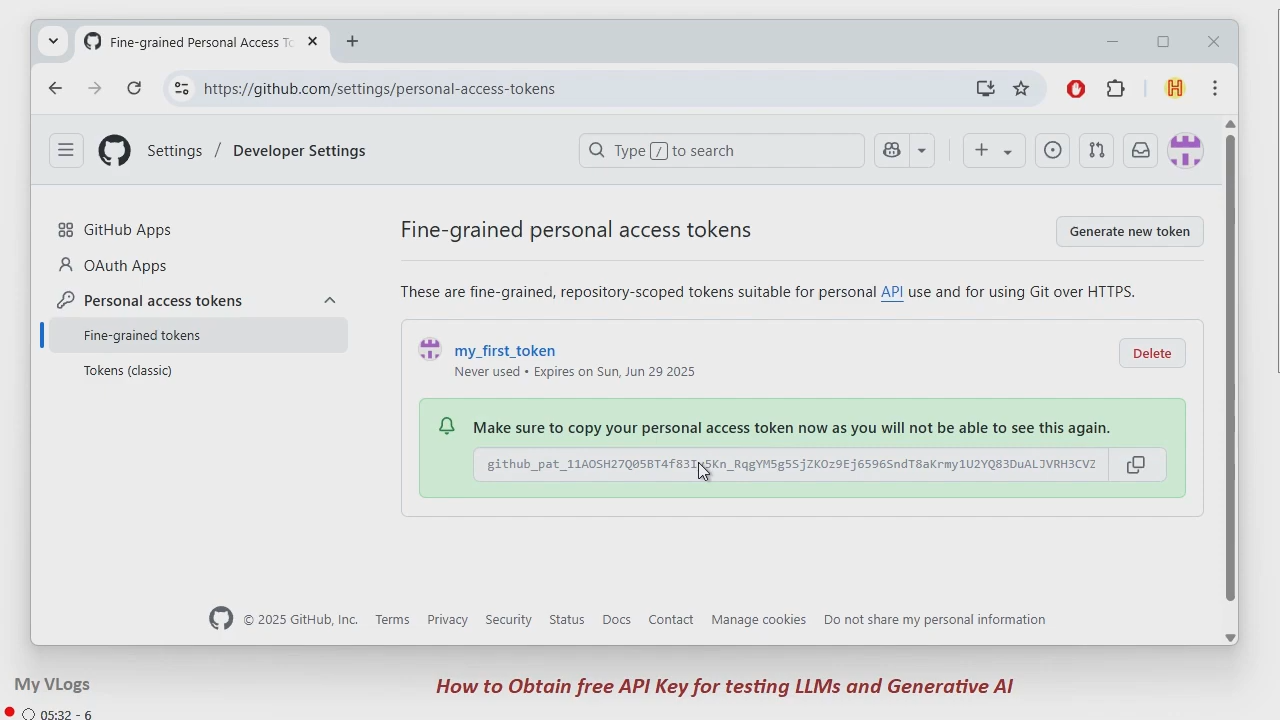 Fine-grained Personal Access To
https://github.com/settings/personal-access-tokens
H
Settings / Developer Settings
Type / to search
GitHub Apps
OAuth Apps
Personal access tokens
Fine-grained tokens
Tokens (classic)
Fine-grained personal access tokens
Generate new token
These are fine-grained, repository-scoped tokens suitable for personal API use and for using Git over HTTPS.
my_first_token
Delete
Never used • Expires on Sun, Jun 29 2025
Make sure to copy your personal access token now as you will not be able to see this again.
© 2025 GitHub, Inc. Terms Privacy Security Status Docs Contact Manage cookies Do not share my personal information
My VLogs
How to Obtain free API Key for testing LLMs and Generative AI
05:32 - 6